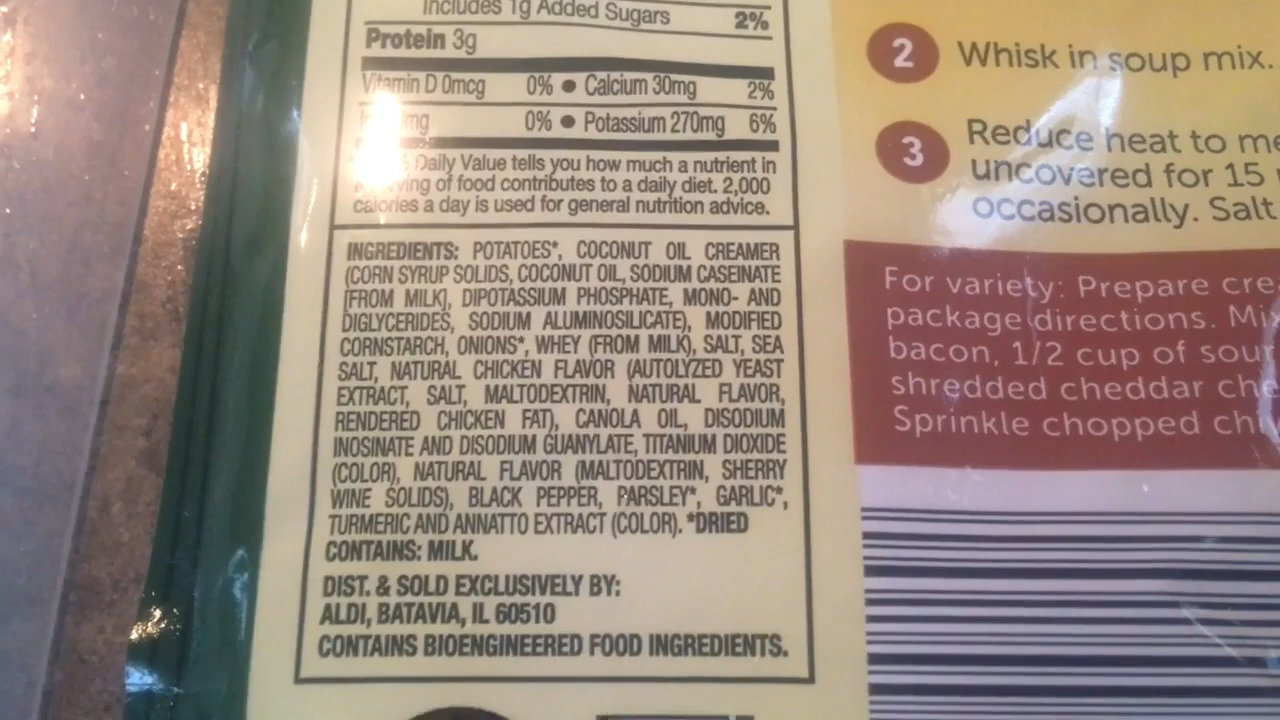 Includes 1g Added Sugars 2%
Protein 3g
Vitamin D 0mcg 0% ● Calcium 30mg 2%
mg 0% ● Potassium 270mg 6%
% Daily Value tells you how much a nutrient in
ving of food contributes to a daily diet. 2,000
calories a day is used for general nutrition advice.
INGREDIENTS: POTATOES*, COCONUT OIL CREAMER
(CORN SYRUP SOLIDS, COCONUT OIL, SODIUM CASEINATE
[FROM MILK], DIPOTASSIUM PHOSPHATE, MONO- AND
DIGLYCERIDES, SODIUM ALUMINOSILICATE), MODIFIED
CORNSTARCH, ONIONS*, WHEY (FROM MILK), SALT, SEA
SALT, NATURAL CHICKEN FLAVOR (AUTOLYZED YEAST
EXTRACT, SALT, MALTODEXTRIN, NATURAL FLAVOR,
RENDERED CHICKEN FAT), CANOLA OIL, DISODIUM
INOSINATE AND DISODIUM GUANYLATE, TITANIUM DIOXIDE
(COLOR), NATURAL FLAVOR (MALTODEXTRIN, SHERRY
WINE SOLIDS), BLACK PEPPER, PARSLEY*, GARLIC*,
TURMERIC AND ANNATTO EXTRACT (COLOR). *DRIED
CONTAINS: MILK.
DIST. & SOLD EXCLUSIVELY BY:
ALDI, BATAVIA, IL 60510
CONTAINS BIOENGINEERED FOOD INGREDIENTS.
2 Whisk in soup mix.
3 Reduce heat to me
uncovered for 15
occasionally. Salt
For variety: Prepare cre
package directions. Mi
bacon, 1/2 cup of sour
shredded cheddar che
Sprinkle chopped ch